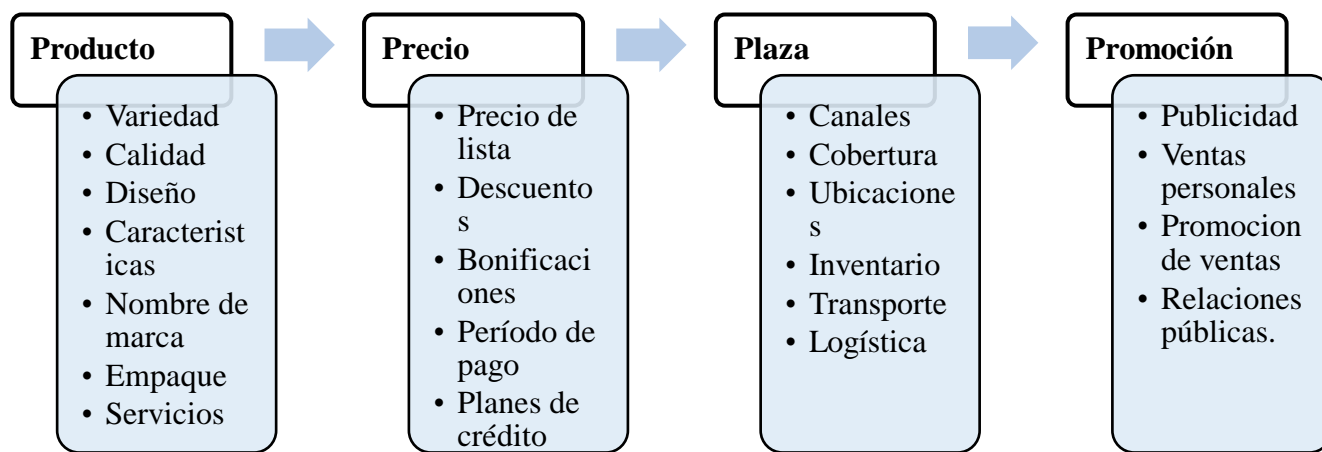 Producto
• Variedad
• Calidad
• Diseño
• Caracterist
icas
• Nombre de
marca
• Empaque
• Servicios
Precio
• Precio de
lista
• Descuento
s
• Bonificaci
ones
• Período de
pago
• Planes de
crédito
Plaza
• Canales
• Cobertura
• Ubicacione
s
• Inventario
• Transporte
• Logística
Promoción
• Publicidad
• Ventas
personales
• Promocion
de ventas
• Relaciones
públicas.